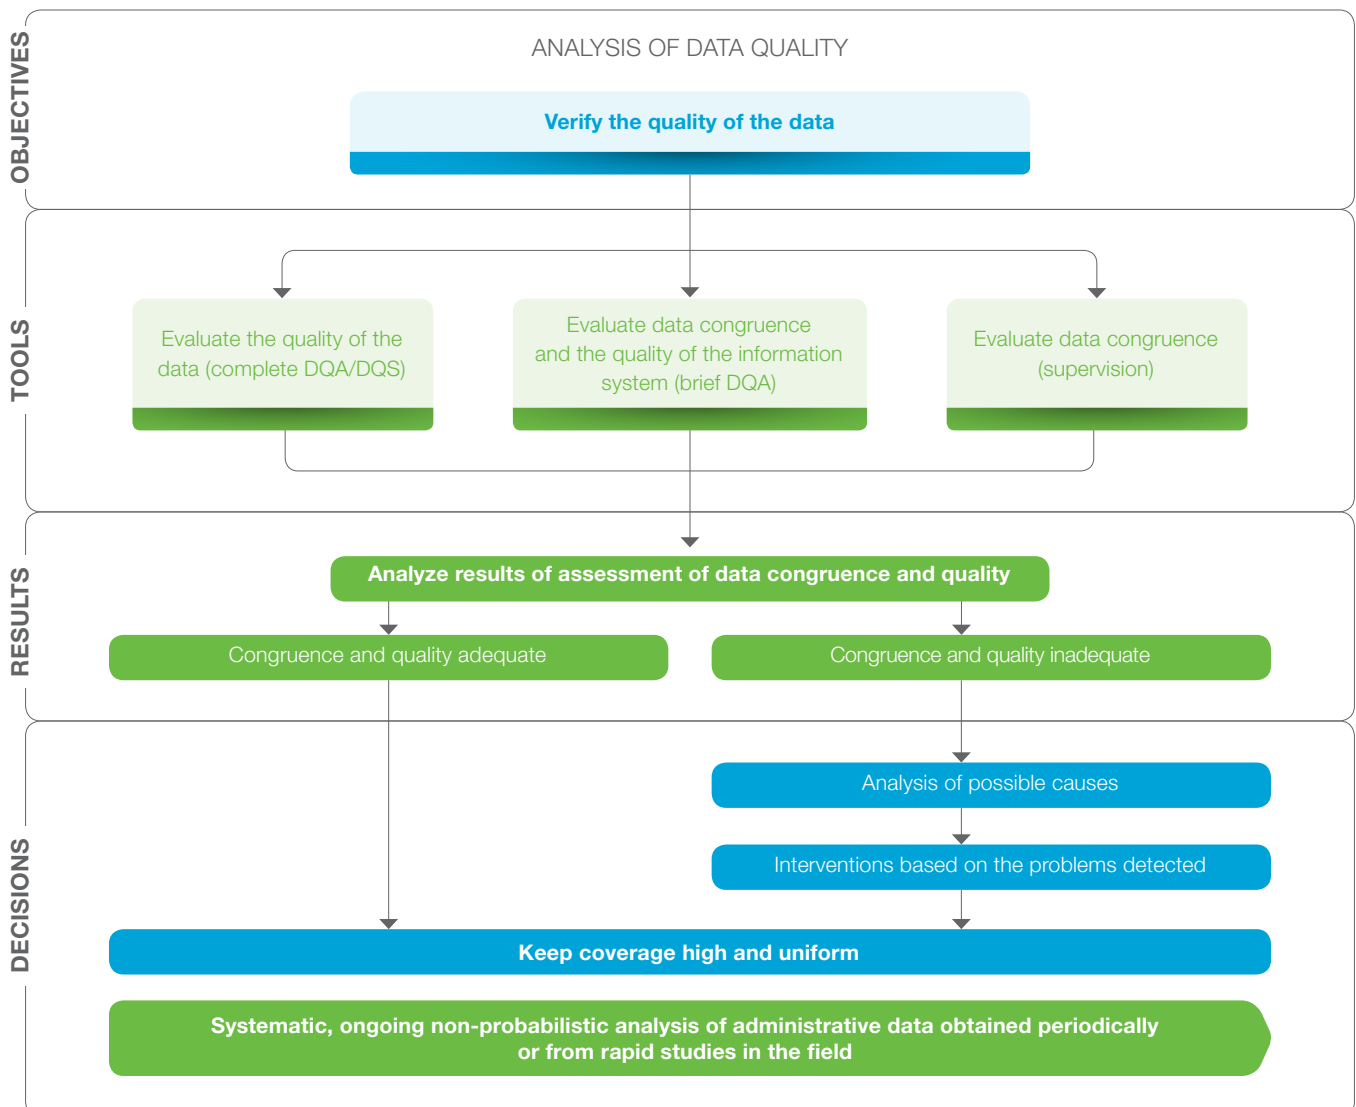 OBJECTIVES
ANALYSIS OF DATA QUALITY
Verify the quality of the data
TOOLS
Evaluate the quality of the
data (complete DQA/DQS)
Evaluate data congruence
and the quality of the information
system (brief DQA)
Evaluate data congruence
(supervision)
RESULTS
Analyze results of assessment of data congruence and quality
Congruence and quality adequate
Congruence and quality inadequate
DECISIONS
Analysis of possible causes
Interventions based on the problems detected
Keep coverage high and uniform
Systematic, ongoing non-probabilistic analysis of administrative data obtained periodically
or from rapid studies in the field